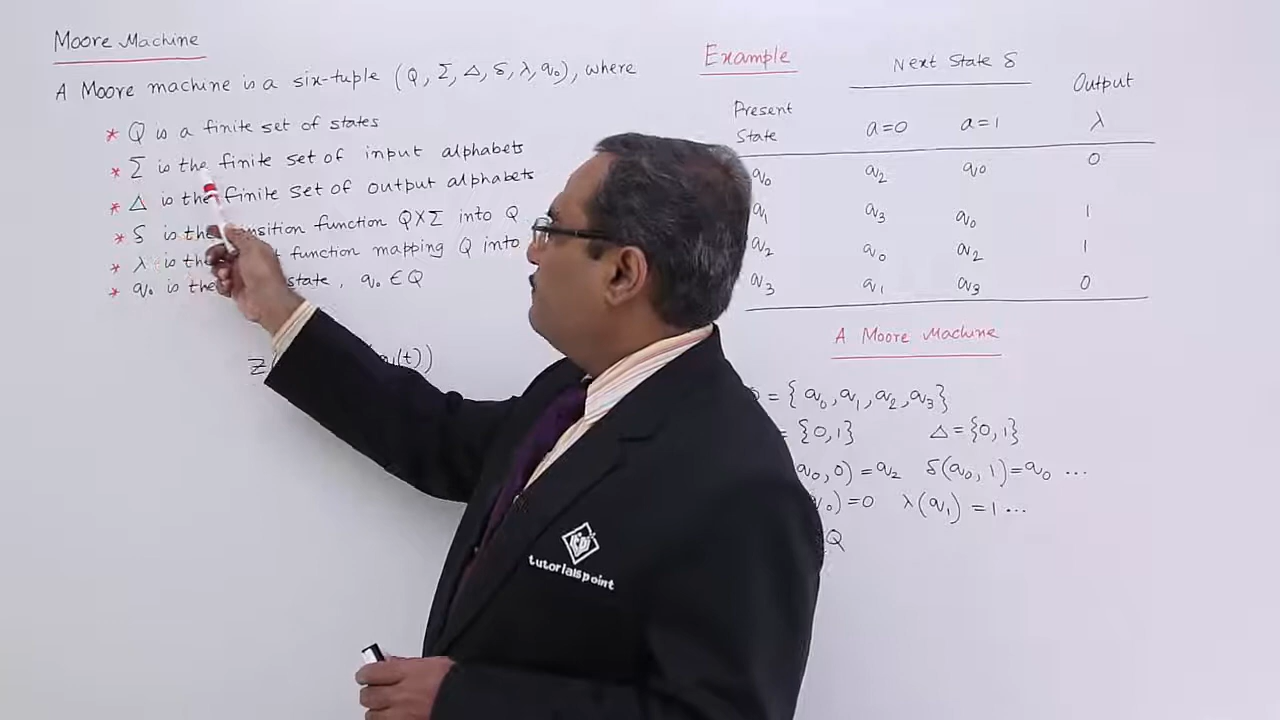 Moore Machine
A Moore machine is a six-tuple (Q, Σ, Δ, δ, λ, q₀), where
* Q is a finite set of states
* Σ is the finite set of input alphabets
* Δ is the finite set of output alphabets
* δ is the transition function Q×Σ into Q
* λ is the function mapping Q into
* q₀ is the state, q₀ ∈ Q
Z( (t))
Example
Next State δ
Output
Present State
a=0 a=1 λ
q₀ q₂ q₀ 0
q₁ q₃ q₀ 1
q₂ q₀ q₂ 1
q₃ q₁ q₃ 0
A Moore Machine
= {q₀, q₁, q₂, q₃}
= {0,1} Δ = {0,1}
q₀, 0) = q₂ δ(q₀, 1) = q₀ ...
q₀) = 0 λ(q₁) = 1 ...
Q
tutorialspoint